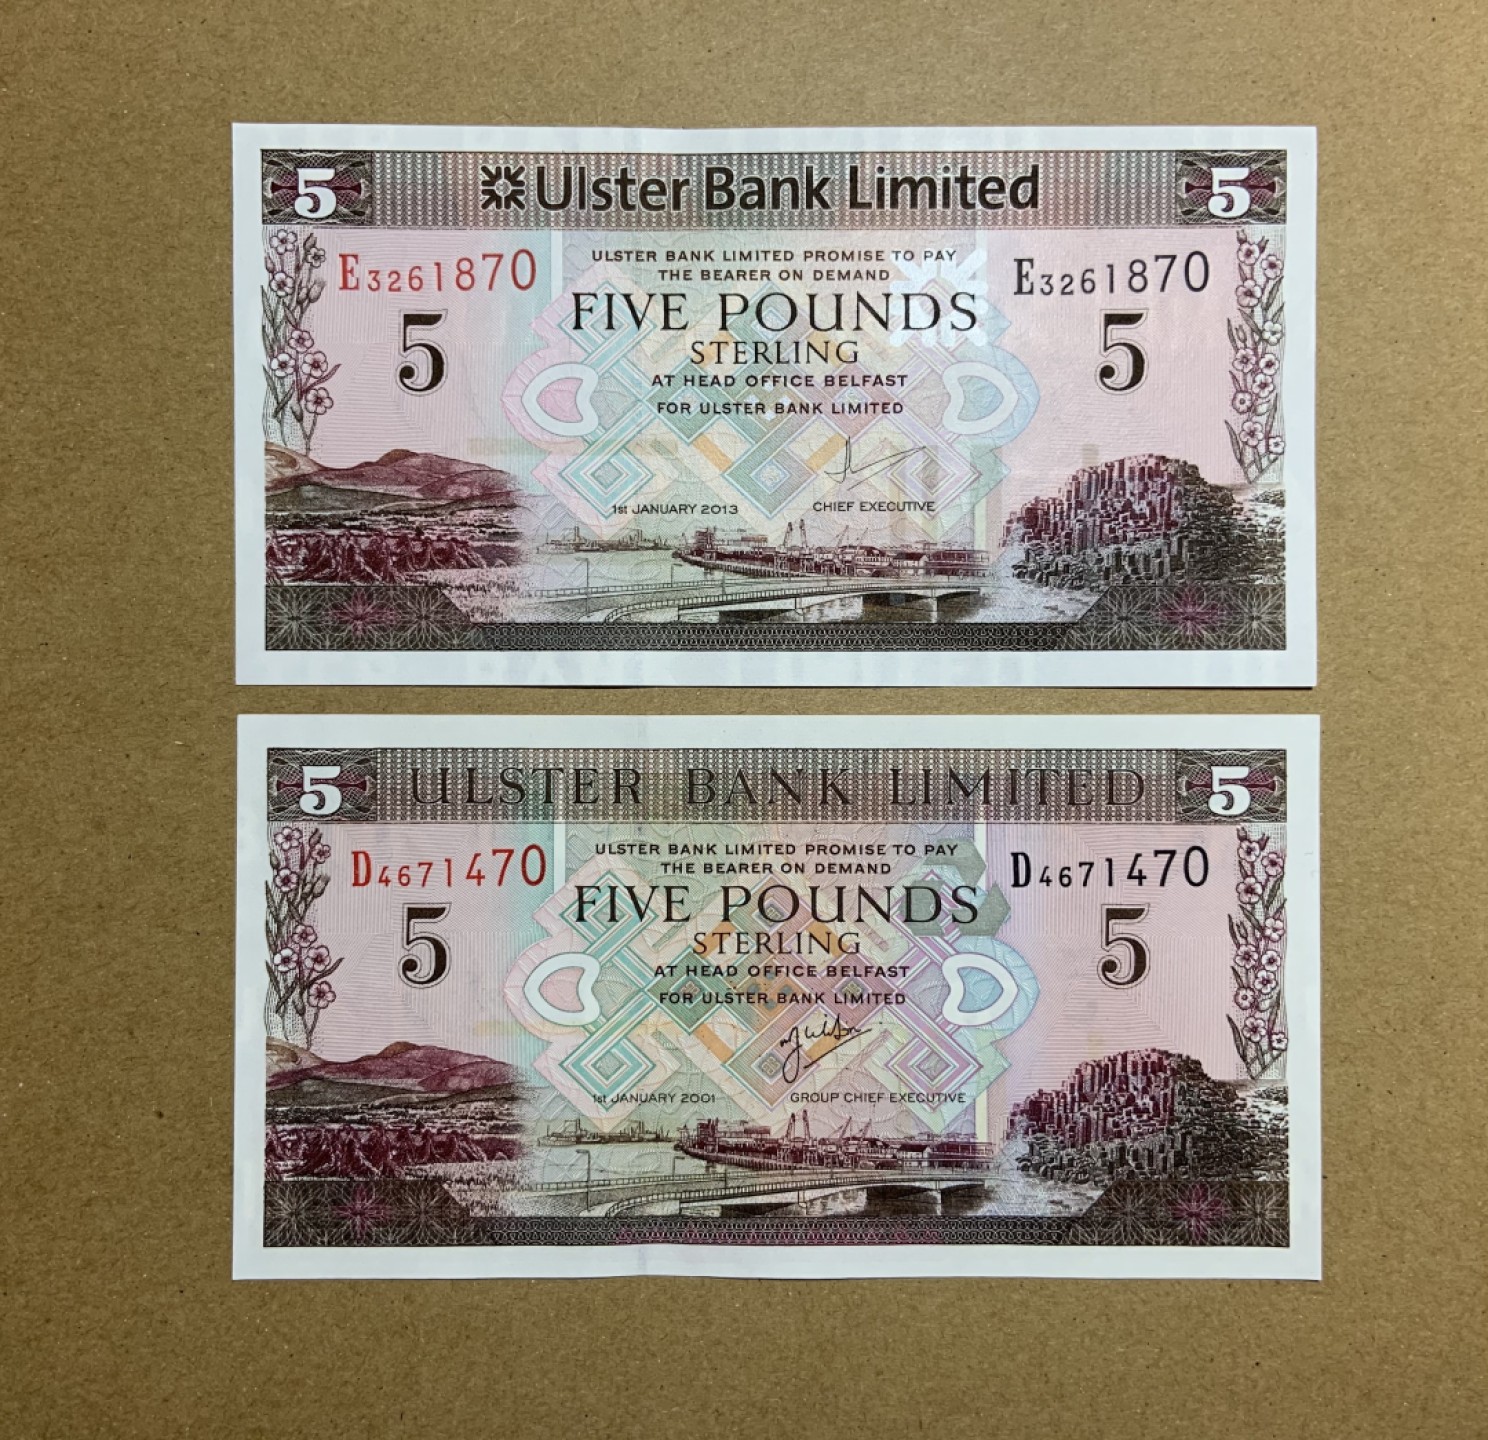 5 Ulster Bank Limited 5
E3261870 E3261870
ULSTER BANK LIMITED PROMISE TO PAY
THE BEARER ON DEMAND
FIVE POUNDS
STERLING
5 5
AT HEAD OFFICE BELFAST
FOR ULSTER BANK LIMITED
1st JANUARY 2013 CHIEF EXECUTIVE
5 ULSTER BANK LIMITED 5
D4671470 D4671470
ULSTER BANK LIMITED PROMISE TO PAY
THE BEARER ON DEMAND
FIVE POUNDS
STERLING
5 5
AT HEAD OFFICE BELFAST
FOR ULSTER BANK LIMITED
1st JANUARY 2001 GROUP CHIEF EXECUTIVE